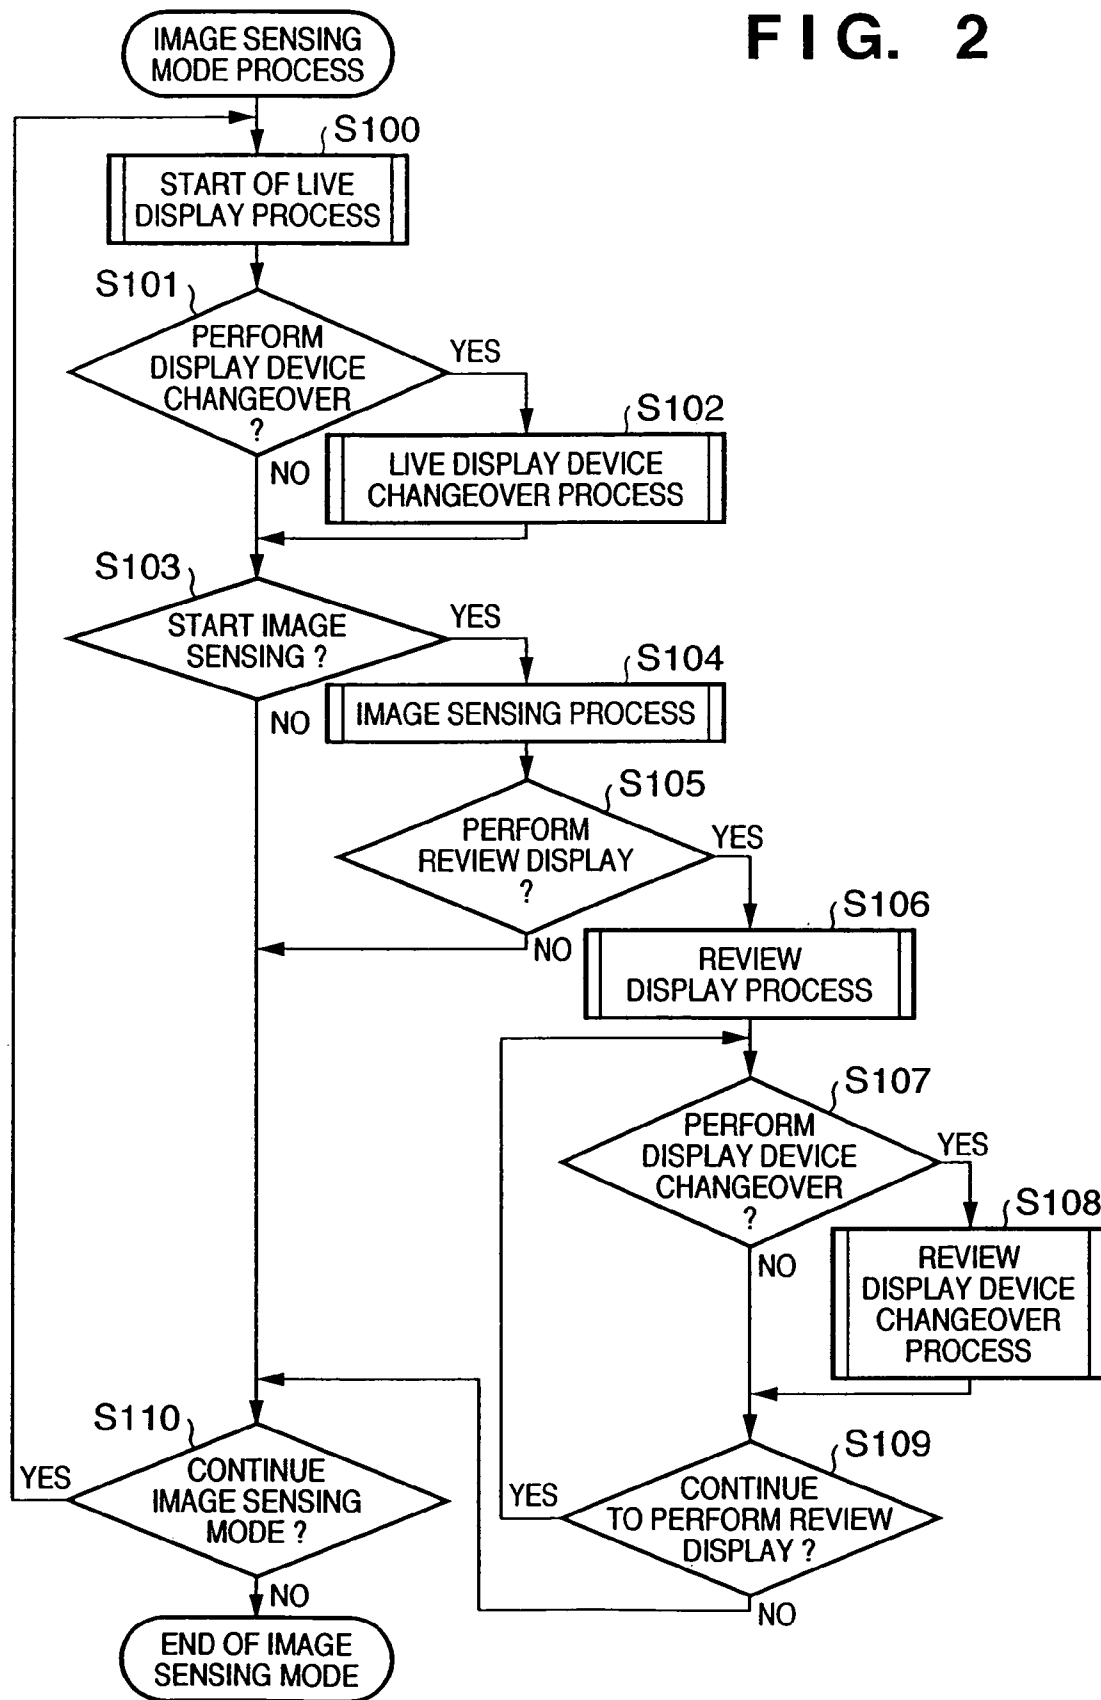 FIG. 2
IMAGE SENSING
MODE PROCESS
S100
START OF LIVE
DISPLAY PROCESS
S101
PERFORM
DISPLAY DEVICE
CHANGEOVER
?
YES
NO
S102
LIVE DISPLAY DEVICE
CHANGEOVER PROCESS
S103
START IMAGE
SENSING ?
YES
NO
S104
IMAGE SENSING PROCESS
S105
PERFORM
REVIEW DISPLAY
?
YES
NO
S106
REVIEW
DISPLAY PROCESS
S107
PERFORM
DISPLAY DEVICE
CHANGEOVER
?
YES
NO
S108
REVIEW
DISPLAY DEVICE
CHANGEOVER
PROCESS
S109
CONTINUE
TO PERFORM REVIEW
DISPLAY ?
YES
NO
S110
CONTINUE
IMAGE SENSING
MODE ?
YES
NO
END OF IMAGE
SENSING MODE